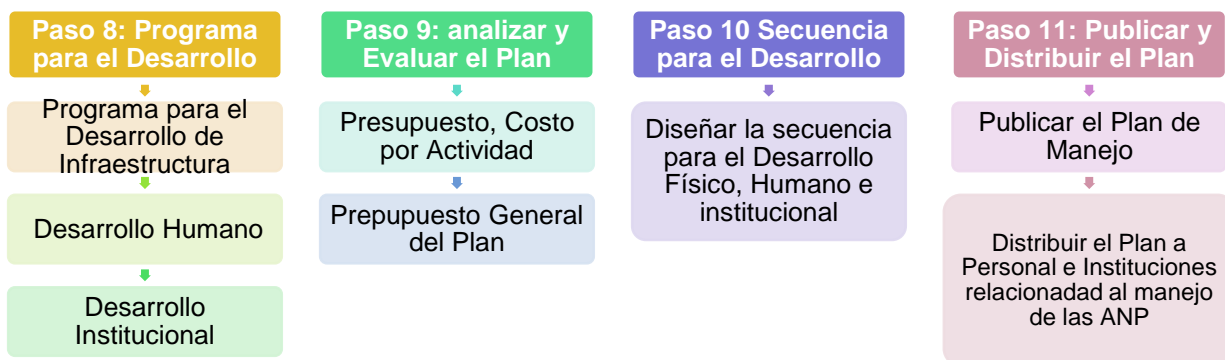 Paso 8: Programa
para el Desarrollo
Programa para el
Desarrollo de
Infraestructura
Desarrollo Humano
Desarrollo
Institucional
Paso 9: analizar y
Evaluar el Plan
Presupuesto, Costo
por Actividad
Prepupuesto General
del Plan
Paso 10 Secuencia
para el Desarrollo
Diseñar la secuencia
para el Desarrollo
Físico, Humano e
institucional
Paso 11: Publicar y
Distribuir el Plan
Publicar el Plan de
Manejo
Distribuir el Plan a
Personal e Instituciones
relacionadad al manejo
de las ANP